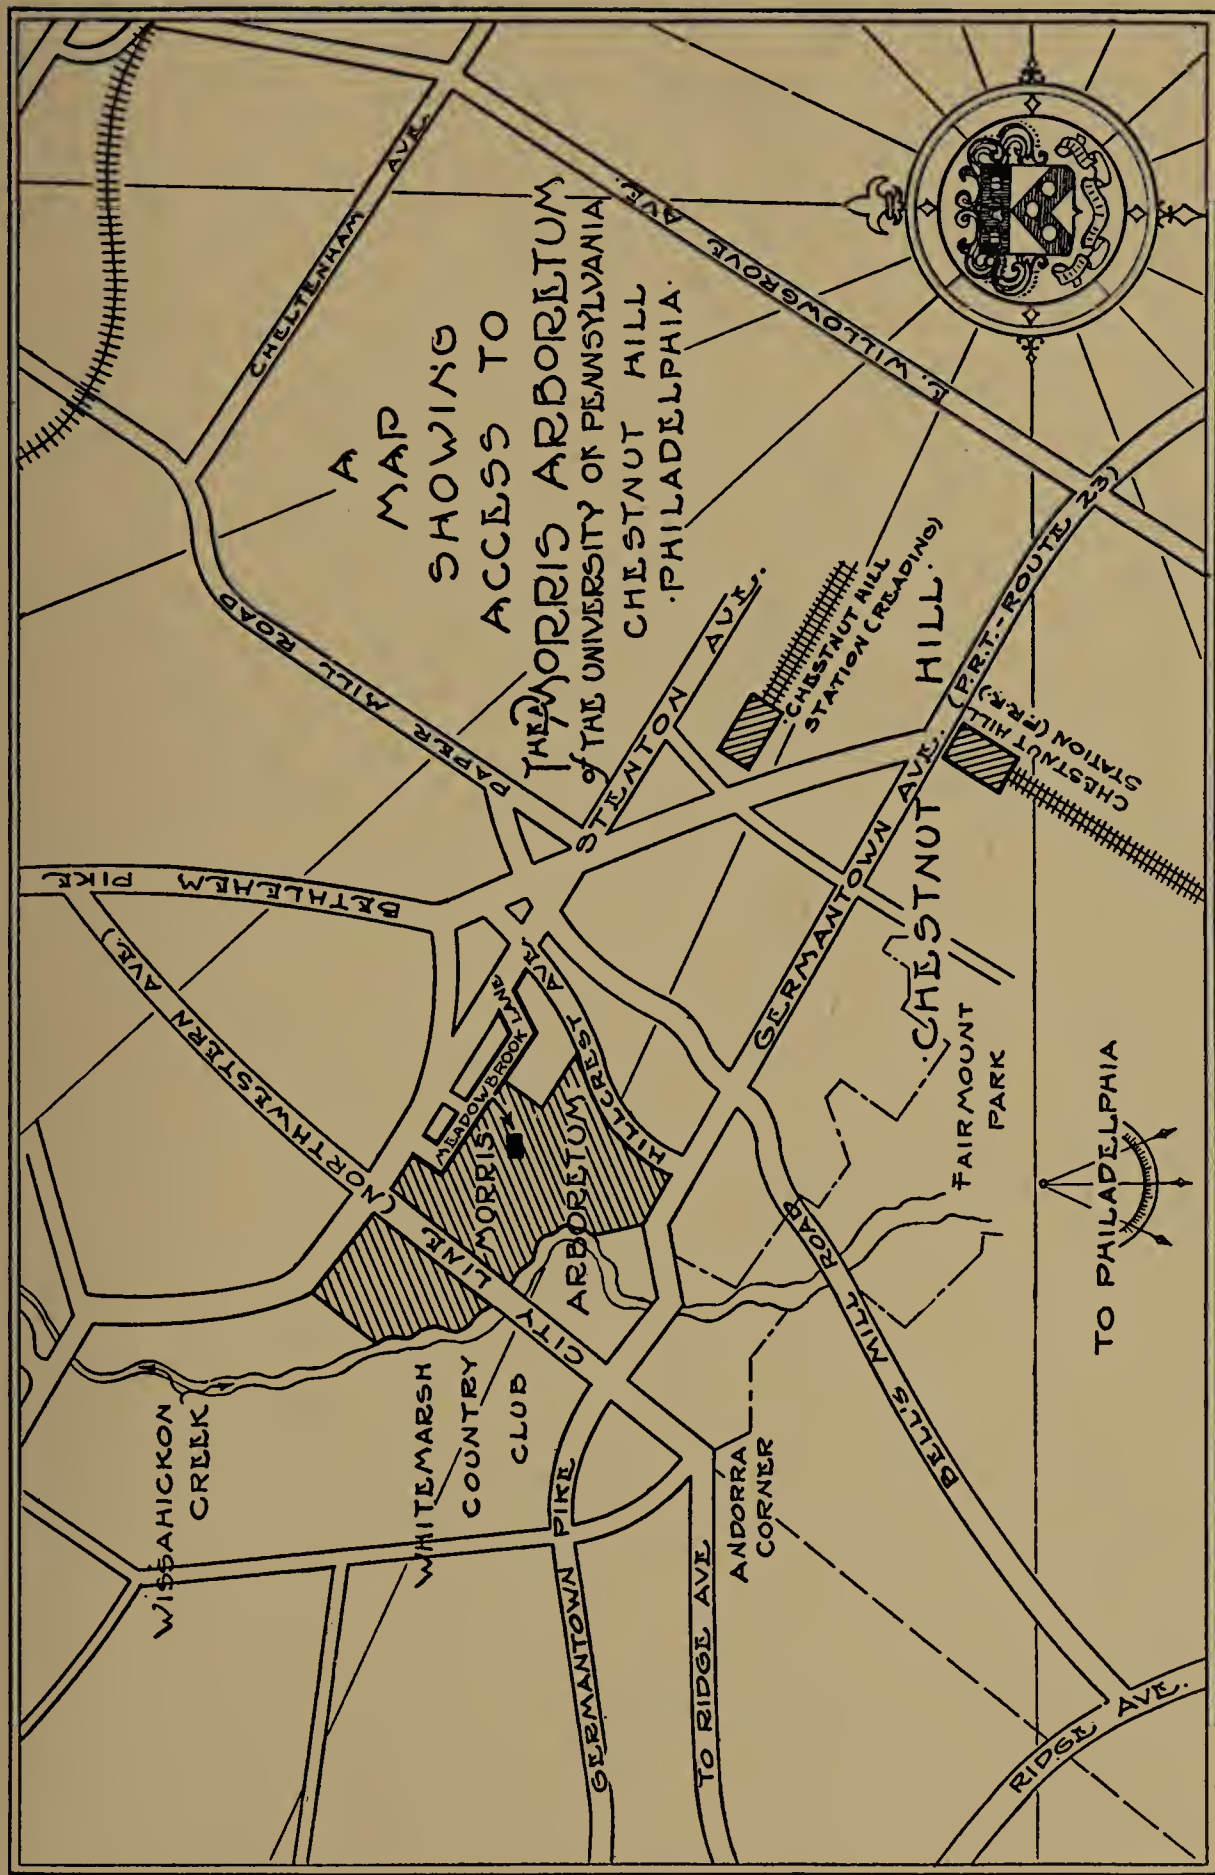 A
MAP
SHOWING
ACCESS TO
THE MORRIS ARBORETUM
of THE UNIVERSITY OF PENNSYLVANIA
CHESTNUT HILL
·PHILADELPHIA·
CHELTENHAM AVE.
E. WILLOWGROVE AVE.
PAPER MILL ROAD
STENTON AVE.
·CHESTNUT HILL
STATION (READING)
·CHESTNUT HILL·
(P.R.T.-ROUTE 23)
CHESTNUT HILL
STATION (P.R.R.)
GERMANTOWN AVE.
BETHLEHEM PIKE
(NORTHWESTERN AVE.)
CITY LINE
MEADOWBROOK LANE
HILLCREST AVE
MORRIS
ARBORETUM
FAIRMOUNT
PARK
BELL'S MILL ROAD
TO PHILADELPHIA
WISSAHICKON
CREEK
WHITEMARSH
COUNTRY
CLUB
GERMANTOWN PIKE
TO RIDGE AVE
ANDORRA
CORNER
RIDGE AVE.